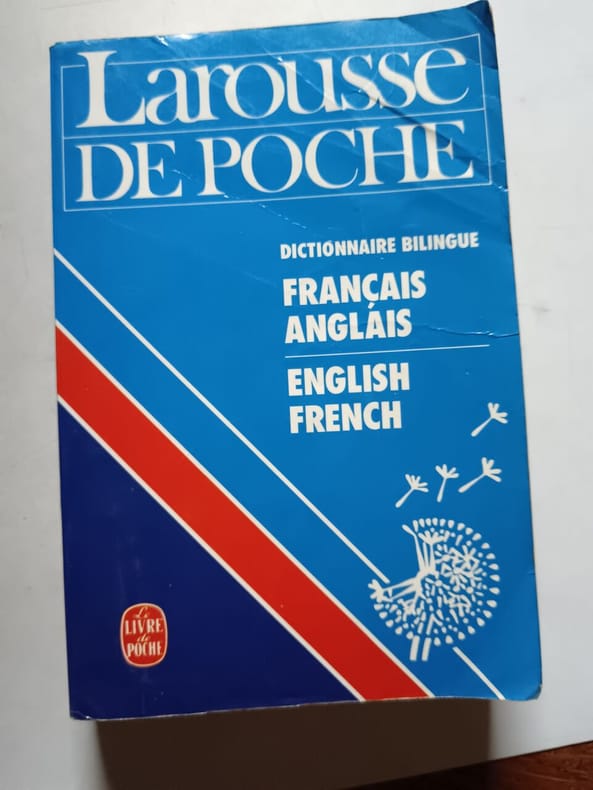 Larousse
DE POCHE
DICTIONNAIRE BILINGUE
FRANÇAIS
ANGLAIS
ENGLISH
FRENCH
Le
LIVRE
de
POCHE